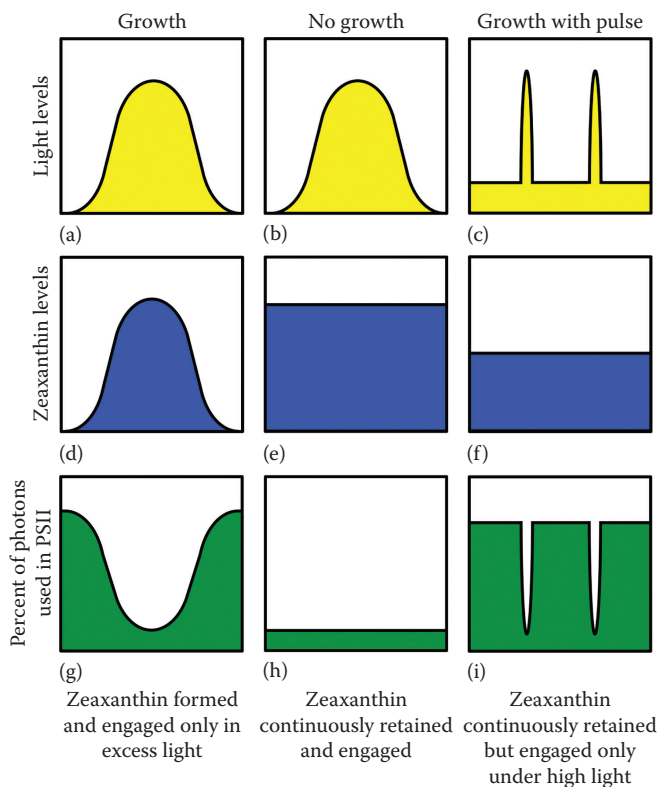 Growth
No growth
Growth with pulse
Light levels
(a)
(b)
(c)
Zeaxanthin levels
(d)
(e)
(f)
Percent of photons
used in PSII
(g)
(h)
(i)
Zeaxanthin formed
and engaged only in
excess light
Zeaxanthin
continuously retained
and engaged
Zeaxanthin
continuously retained
but engaged only
under high light